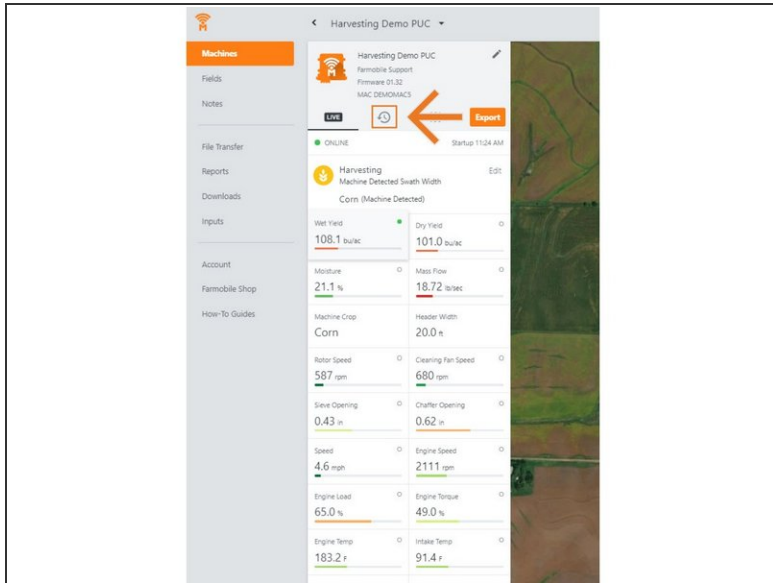 Harvesting Demo PUC
Machines
Fields
Notes
File Transfer
Reports
Downloads
Inputs
Account
Farmobile Shop
How-To Guides
Harvesting Demo PUC
Farmobile Support
Firmware 01.32
MAC DEMOMAC5
LIVE
Export
ONLINE Startup 11:24 AM
Harvesting Edit
Machine Detected Swath Width
Corn (Machine Detected)
Wet Yield Dry Yield
108.1 bu/ac 101.0 bu/ac
Moisture Mass Flow
21.1 % 18.72 lb/sec
Machine Crop Header Width
Corn 20.0 ft
Rotor Speed Cleaning Fan Speed
587 rpm 680 rpm
Sieve Opening Chaffer Opening
0.43 in 0.62 in
Speed Engine Speed
4.6 mph 2111 rpm
Engine Load Engine Torque
65.0 % 49.0 %
Engine Temp Intake Temp
183.2 F 91.4 F